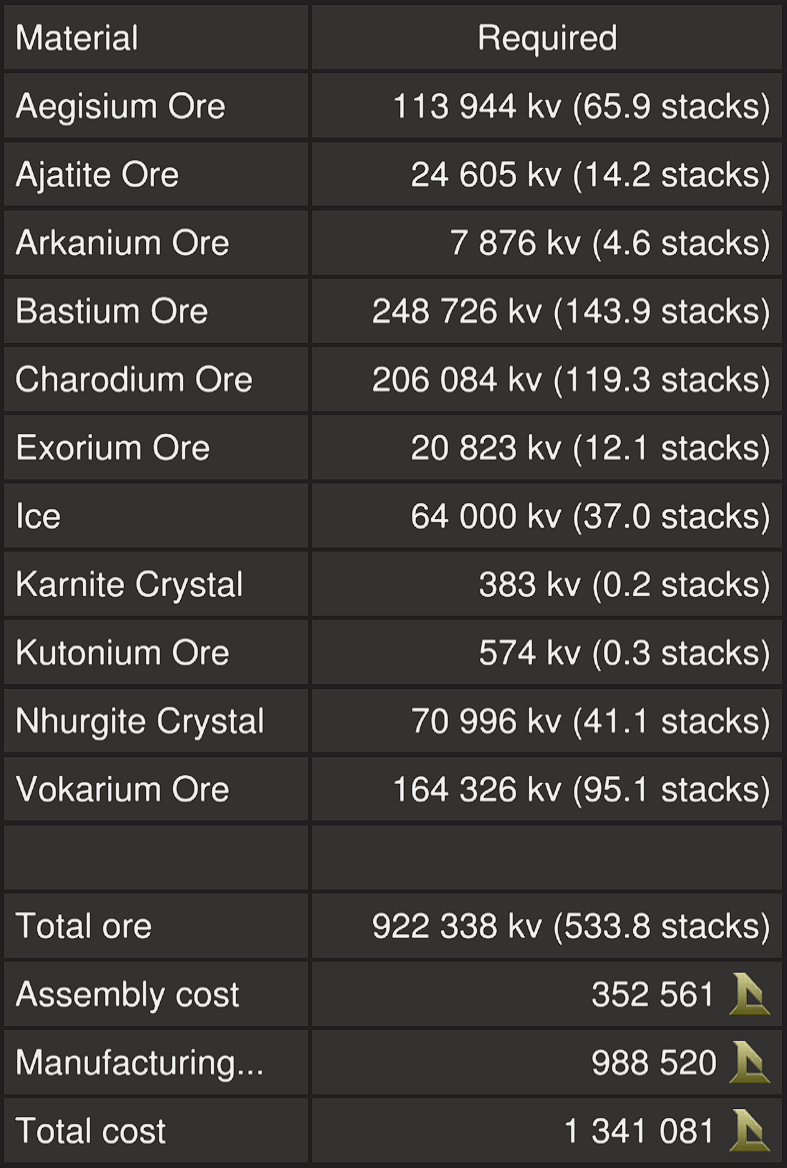 Material Required
Aegisium Ore 113 944 kv (65.9 stacks)
Ajatite Ore 24 605 kv (14.2 stacks)
Arkanium Ore 7 876 kv (4.6 stacks)
Bastium Ore 248 726 kv (143.9 stacks)
Charodium Ore 206 084 kv (119.3 stacks)
Exorium Ore 20 823 kv (12.1 stacks)
Ice 64 000 kv (37.0 stacks)
Karnite Crystal 383 kv (0.2 stacks)
Kutonium Ore 574 kv (0.3 stacks)
Nhurgite Crystal 70 996 kv (41.1 stacks)
Vokarium Ore 164 326 kv (95.1 stacks)
Total ore 922 338 kv (533.8 stacks)
Assembly cost 352 561
Manufacturing... 988 520
Total cost 1 341 081